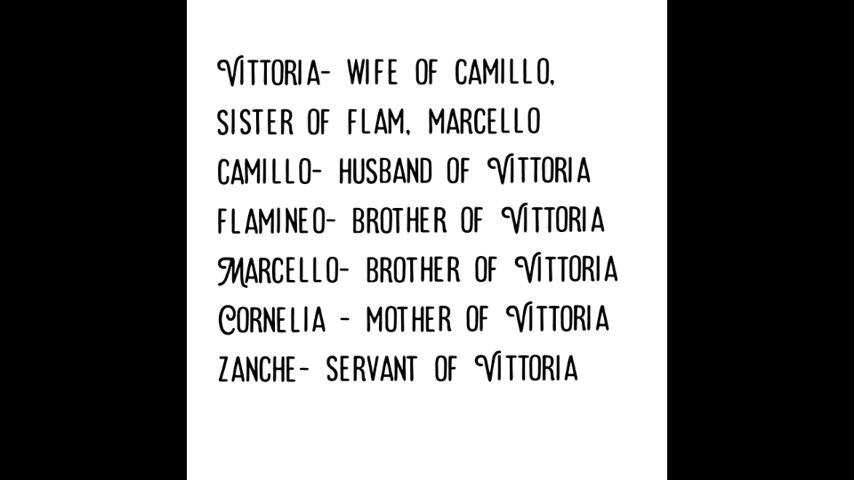 Vittoria- wife of camillo,
sister of flam, marcello
camillo- husband of Vittoria
flamineo- brother of Vittoria
Marcello- brother of Vittoria
Cornelia - mother of Vittoria
zanche- servant of Vittoria